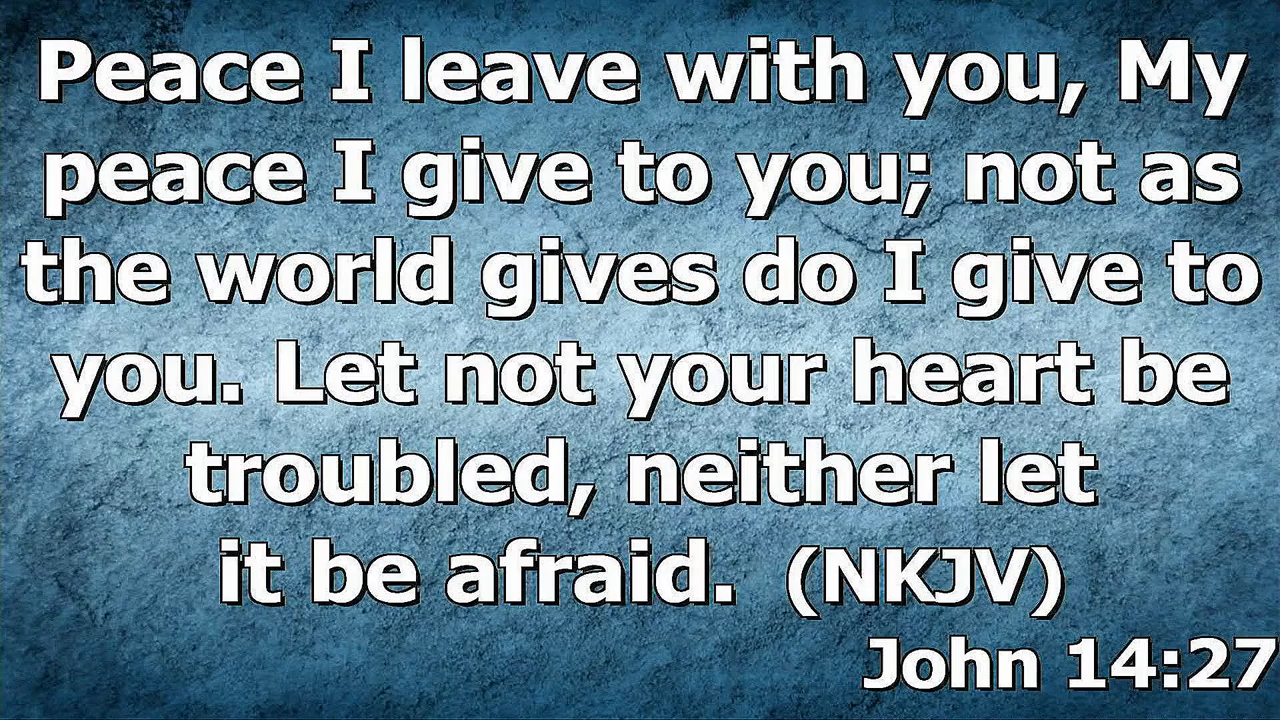 Peace I leave with you, My
peace I give to you; not as
the world gives do I give to
you. Let not your heart be
troubled, neither let
it be afraid. (NKJV)
John 14:27